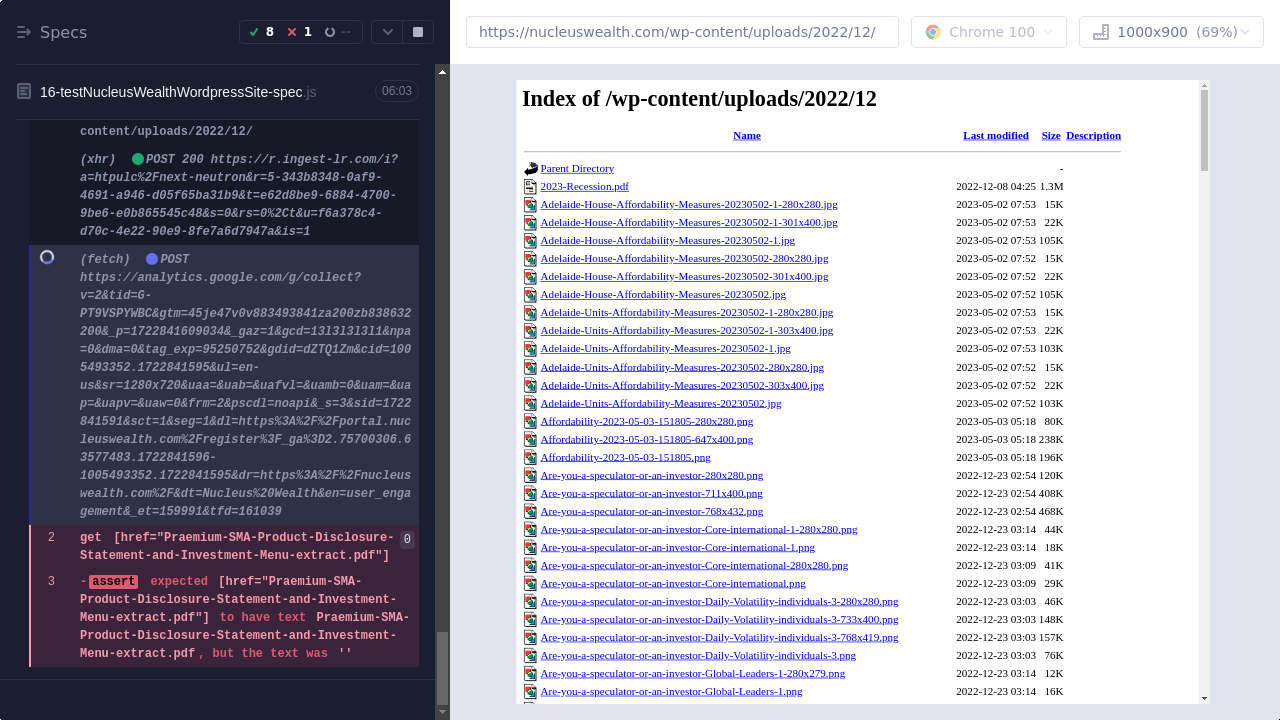 Specs
8 1 --
https://nucleuswealth.com/wp-content/uploads/2022/12/
Chrome 100
1000x900 (69%)
16-testNucleusWealthWordpressSite-spec.js 06:03
content/uploads/2022/12/
(xhr) POST 200 https://r.ingest-lr.com/i?
a=htpulc%2Fnext-neutron&r=5-343b8348-0af9-
4691-a946-d05f65ba31b9&t=ed2d8be9-6884-4700-
9be6-e0b865545c48&s=0&rs=0%2Ct&u=f6a378c4-
d70c-4e22-90e9-8fe7a6d7947a&is=1
(fetch) POST
https://analytics.google.com/g/collect?
v=2&tid=G-
PT9VSPYWBC&gtm=45je47v0v883493841za200zb838632
200&_p=1722841609034&_gaz=1&gcd=13l3l3l3l1&npa
=0&dma=0&tag_exp=95250752&gdid=dZTQ1Zm&cid=100
5493352.1722841595&ul=en-
us&sr=1280x720&uaa=&uab=&uafvl=&uamb=0&uam=&ua
p=&uapv=&uaw=0&frm=2&pscdl=noapi&_s=3&sid=1722
841591&sct=1&seg=1&dl=https%3A%2F%2Fportal.nuc
leuswealth.com%2Fregister%3F_ga%3D2.75700306.6
3577483.1722841596-
1005493352.1722841595&dr=https%3A%2F%2Fnucleus
wealth.com%2F&dt=Nucleus%20Wealth&en=user_enga
gement&_et=159991&tfd=161039
2 get [href="Praemium-SMA-Product-Disclosure- 0
Statement-and-Investment-Menu-extract.pdf"]
3 -assert expected [href="Praemium-SMA-
Product-Disclosure-Statement-and-Investment-
Menu-extract.pdf"] to have text Praemium-SMA-
Product-Disclosure-Statement-and-Investment-
Menu-extract.pdf, but the text was ''
Index of /wp-content/uploads/2022/12
Name Last modified Size Description
Parent Directory -
2023-Recession.pdf 2022-12-08 04:25 1.3M
Adelaide-House-Affordability-Measures-20230502-1-280x280.jpg 2023-05-02 07:53 15K
Adelaide-House-Affordability-Measures-20230502-1-301x400.jpg 2023-05-02 07:53 22K
Adelaide-House-Affordability-Measures-20230502-1.jpg 2023-05-02 07:53 105K
Adelaide-House-Affordability-Measures-20230502-280x280.jpg 2023-05-02 07:52 15K
Adelaide-House-Affordability-Measures-20230502-301x400.jpg 2023-05-02 07:52 22K
Adelaide-House-Affordability-Measures-20230502.jpg 2023-05-02 07:52 105K
Adelaide-Units-Affordability-Measures-20230502-1-280x280.jpg 2023-05-02 07:53 15K
Adelaide-Units-Affordability-Measures-20230502-1-303x400.jpg 2023-05-02 07:53 22K
Adelaide-Units-Affordability-Measures-20230502-1.jpg 2023-05-02 07:53 103K
Adelaide-Units-Affordability-Measures-20230502-280x280.jpg 2023-05-02 07:52 15K
Adelaide-Units-Affordability-Measures-20230502-303x400.jpg 2023-05-02 07:52 22K
Adelaide-Units-Affordability-Measures-20230502.jpg 2023-05-02 07:52 103K
Affordability-2023-05-03-151805-280x280.png 2023-05-03 05:18 80K
Affordability-2023-05-03-151805-647x400.png 2023-05-03 05:18 238K
Affordability-2023-05-03-151805.png 2023-05-03 05:18 196K
Are-you-a-speculator-or-an-investor-280x280.png 2022-12-23 02:54 120K
Are-you-a-speculator-or-an-investor-711x400.png 2022-12-23 02:54 408K
Are-you-a-speculator-or-an-investor-768x432.png 2022-12-23 02:54 468K
Are-you-a-speculator-or-an-investor-Core-international-1-280x280.png 2022-12-23 03:14 44K
Are-you-a-speculator-or-an-investor-Core-international-1.png 2022-12-23 03:14 18K
Are-you-a-speculator-or-an-investor-Core-international-280x280.png 2022-12-23 03:09 41K
Are-you-a-speculator-or-an-investor-Core-international.png 2022-12-23 03:09 29K
Are-you-a-speculator-or-an-investor-Daily-Volatility-individuals-3-280x280.png 2022-12-23 03:03 46K
Are-you-a-speculator-or-an-investor-Daily-Volatility-individuals-3-733x400.png 2022-12-23 03:03 148K
Are-you-a-speculator-or-an-investor-Daily-Volatility-individuals-3-768x419.png 2022-12-23 03:03 157K
Are-you-a-speculator-or-an-investor-Daily-Volatility-individuals-3.png 2022-12-23 03:03 76K
Are-you-a-speculator-or-an-investor-Global-Leaders-1-280x279.png 2022-12-23 03:14 12K
Are-you-a-speculator-or-an-investor-Global-Leaders-1.png 2022-12-23 03:14 16K